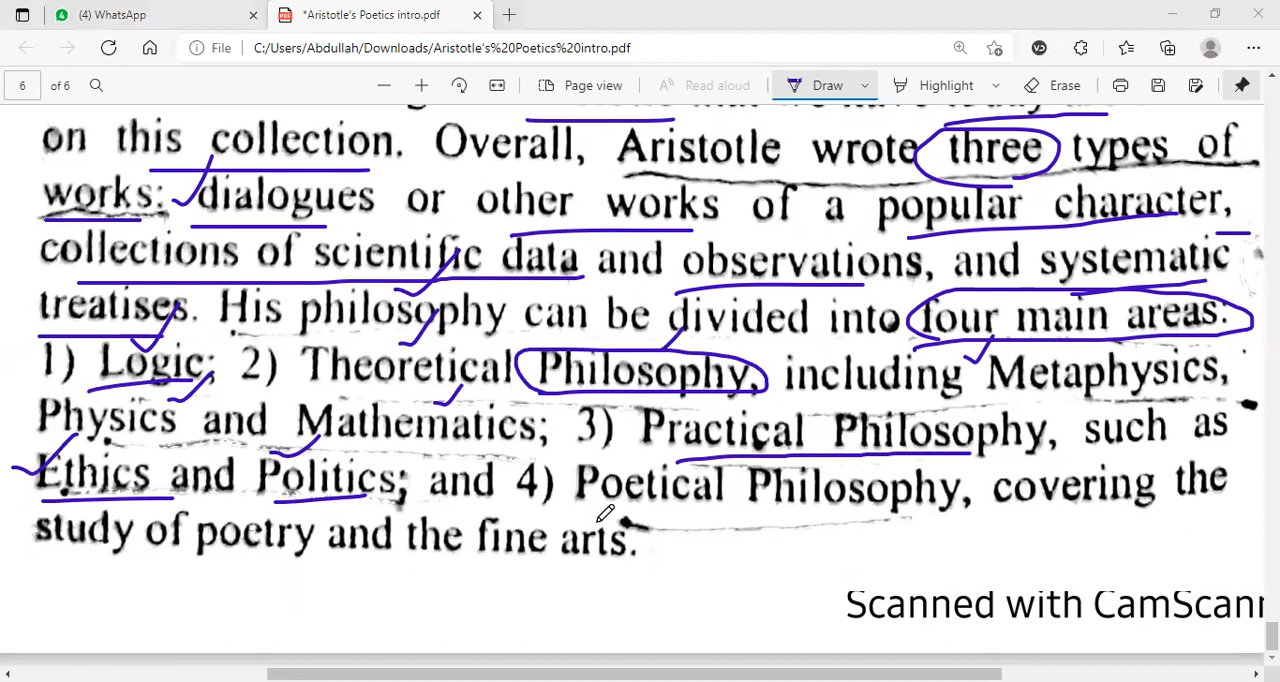 (4) WhatsApp
*Aristotle's Poetics intro.pdf
File C:/Users/Abdullah/Downloads/Aristotle's%20Poetics%20intro.pdf
6 of 6 Page view Read aloud Draw Highlight Erase
on this collection. Overall, Aristotle wrote three types of
works: dialogues or other works of a popular character,
collections of scientific data and observations, and systematic
treatises. His philosophy can be divided into four main areas:
1) Logic; 2) Theoretical Philosophy, including Metaphysics,
Physics and Mathematics; 3) Practical Philosophy, such as
Ethics and Politics; and 4) Poetical Philosophy, covering the
study of poetry and the fine arts.
Scanned with CamScann